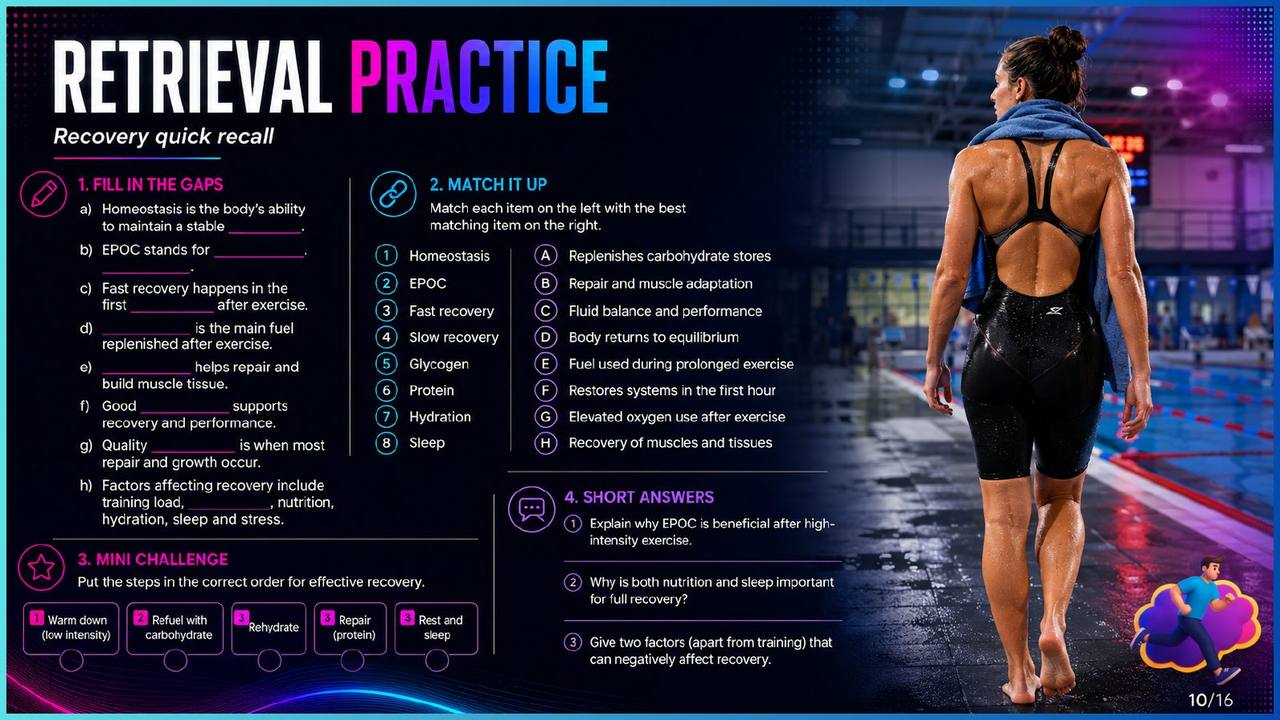 RETRIEVAL PRACTICE
Recovery quick recall
1. FILL IN THE GAPS
a) Homeostasis is the body's ability
to maintain a stable ____________.
b) EPOC stands for ______________.
______________.
c) Fast recovery happens in the
first _____________ after exercise.
d) ______________ is the main fuel
replenished after exercise.
e) ______________ helps repair and
build muscle tissue.
f) Good ______________ supports
recovery and performance.
g) Quality _____________ is when most
repair and growth occur.
h) Factors affecting recovery include
training load, _____________, nutrition,
hydration, sleep and stress.
2. MATCH IT UP
Match each item on the left with the best
matching item on the right.
1 Homeostasis A Replenishes carbohydrate stores
2 EPOC B Repair and muscle adaptation
3 Fast recovery C Fluid balance and performance
4 Slow recovery D Body returns to equilibrium
5 Glycogen E Fuel used during prolonged exercise
6 Protein F Restores systems in the first hour
7 Hydration G Elevated oxygen use after exercise
8 Sleep H Recovery of muscles and tissues
3. MINI CHALLENGE
Put the steps in the correct order for effective recovery.
1 Warm down
(low intensity)
2 Refuel with
carbohydrate
3 Rehydrate
3 Repair
(protein)
3 Rest and
sleep
4. SHORT ANSWERS
1 Explain why EPOC is beneficial after high-
intensity exercise.
2 Why is both nutrition and sleep important
for full recovery?
3 Give two factors (apart from training) that
can negatively affect recovery.
10/16